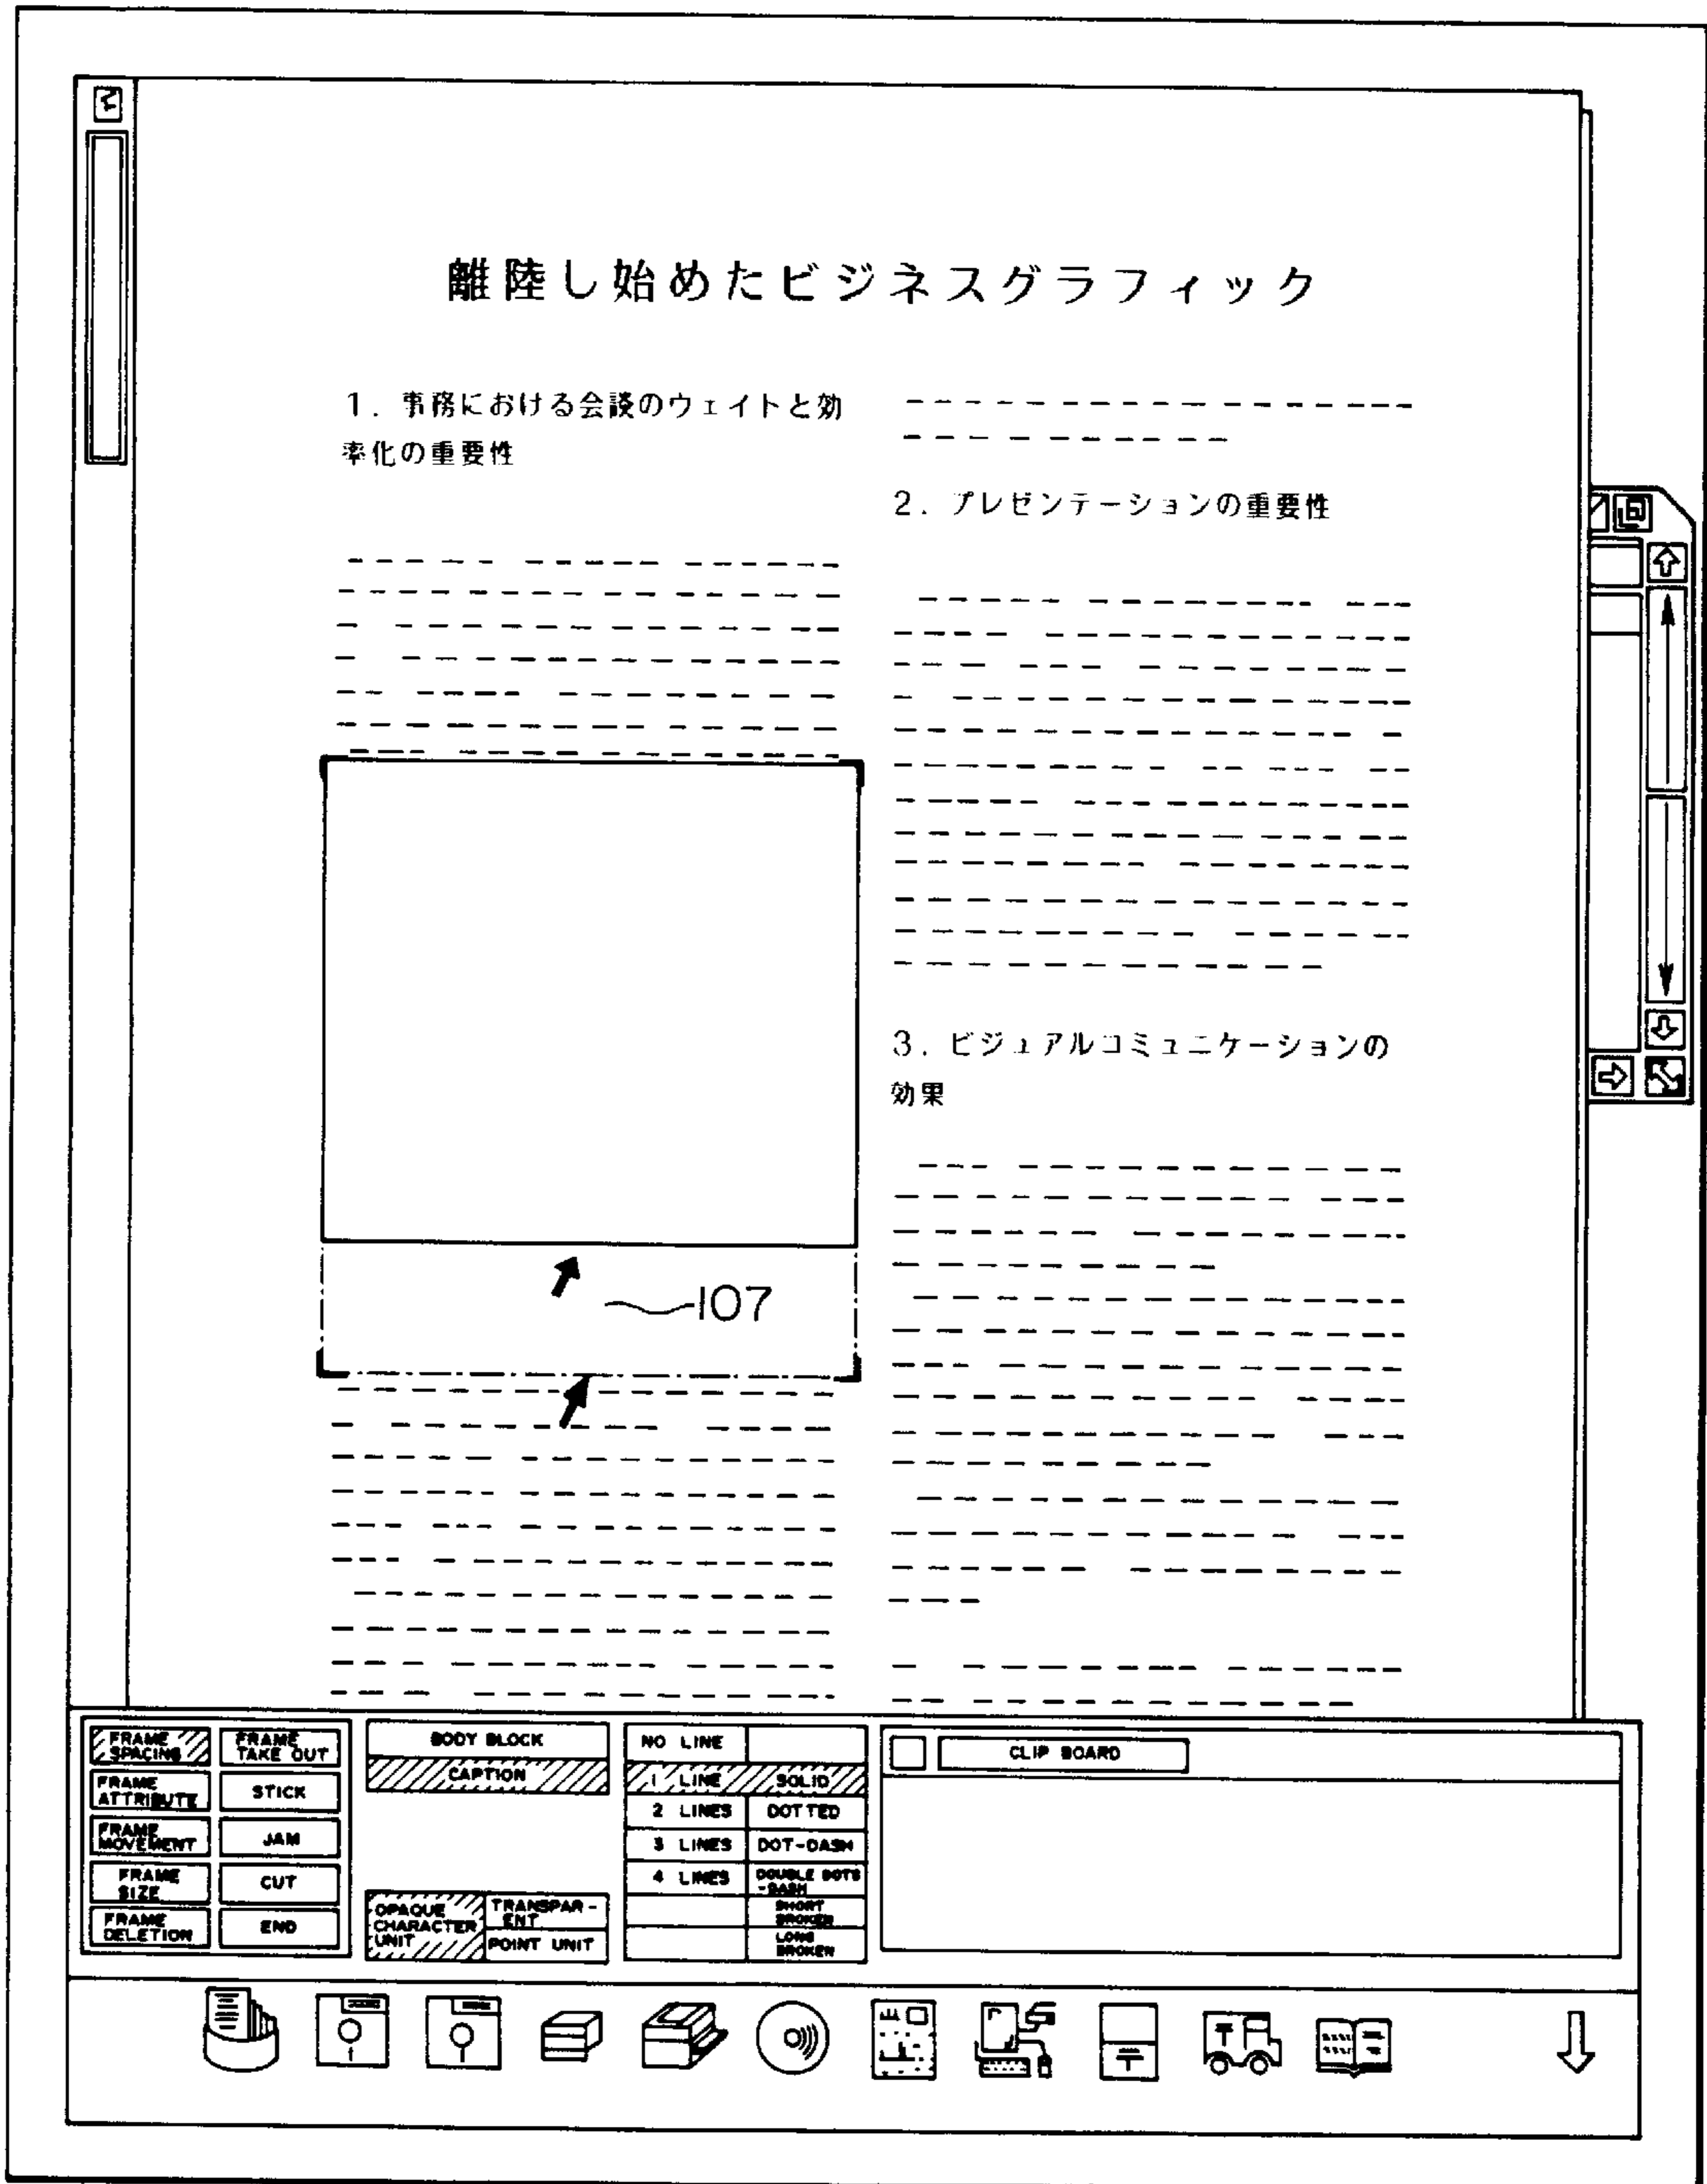 離陸し始めたビジネスグラフィック
1. 事務における会談のウェイトと効
率化の重要性
2. プレゼンテーションの重要性
3. ビジュアルコミュニケーションの
効果
107
FRAME
SPACING
FRAME
TAKE OUT
FRAME
ATTRIBUTE
STICK
FRAME
MOVEMENT
JAM
FRAME
SIZE
CUT
FRAME
DELETION
END
BODY BLOCK
CAPTION
OPAQUE
CHARACTER
UNIT
TRANSPAR-
ENT
POINT UNIT
NO LINE
1 LINE SOLID
2 LINES DOTTED
3 LINES DOT-DASH
4 LINES DOUBLE DOTS
-DASH
SHORT
BROKEN
LONG
BROKEN
CLIP BOARD